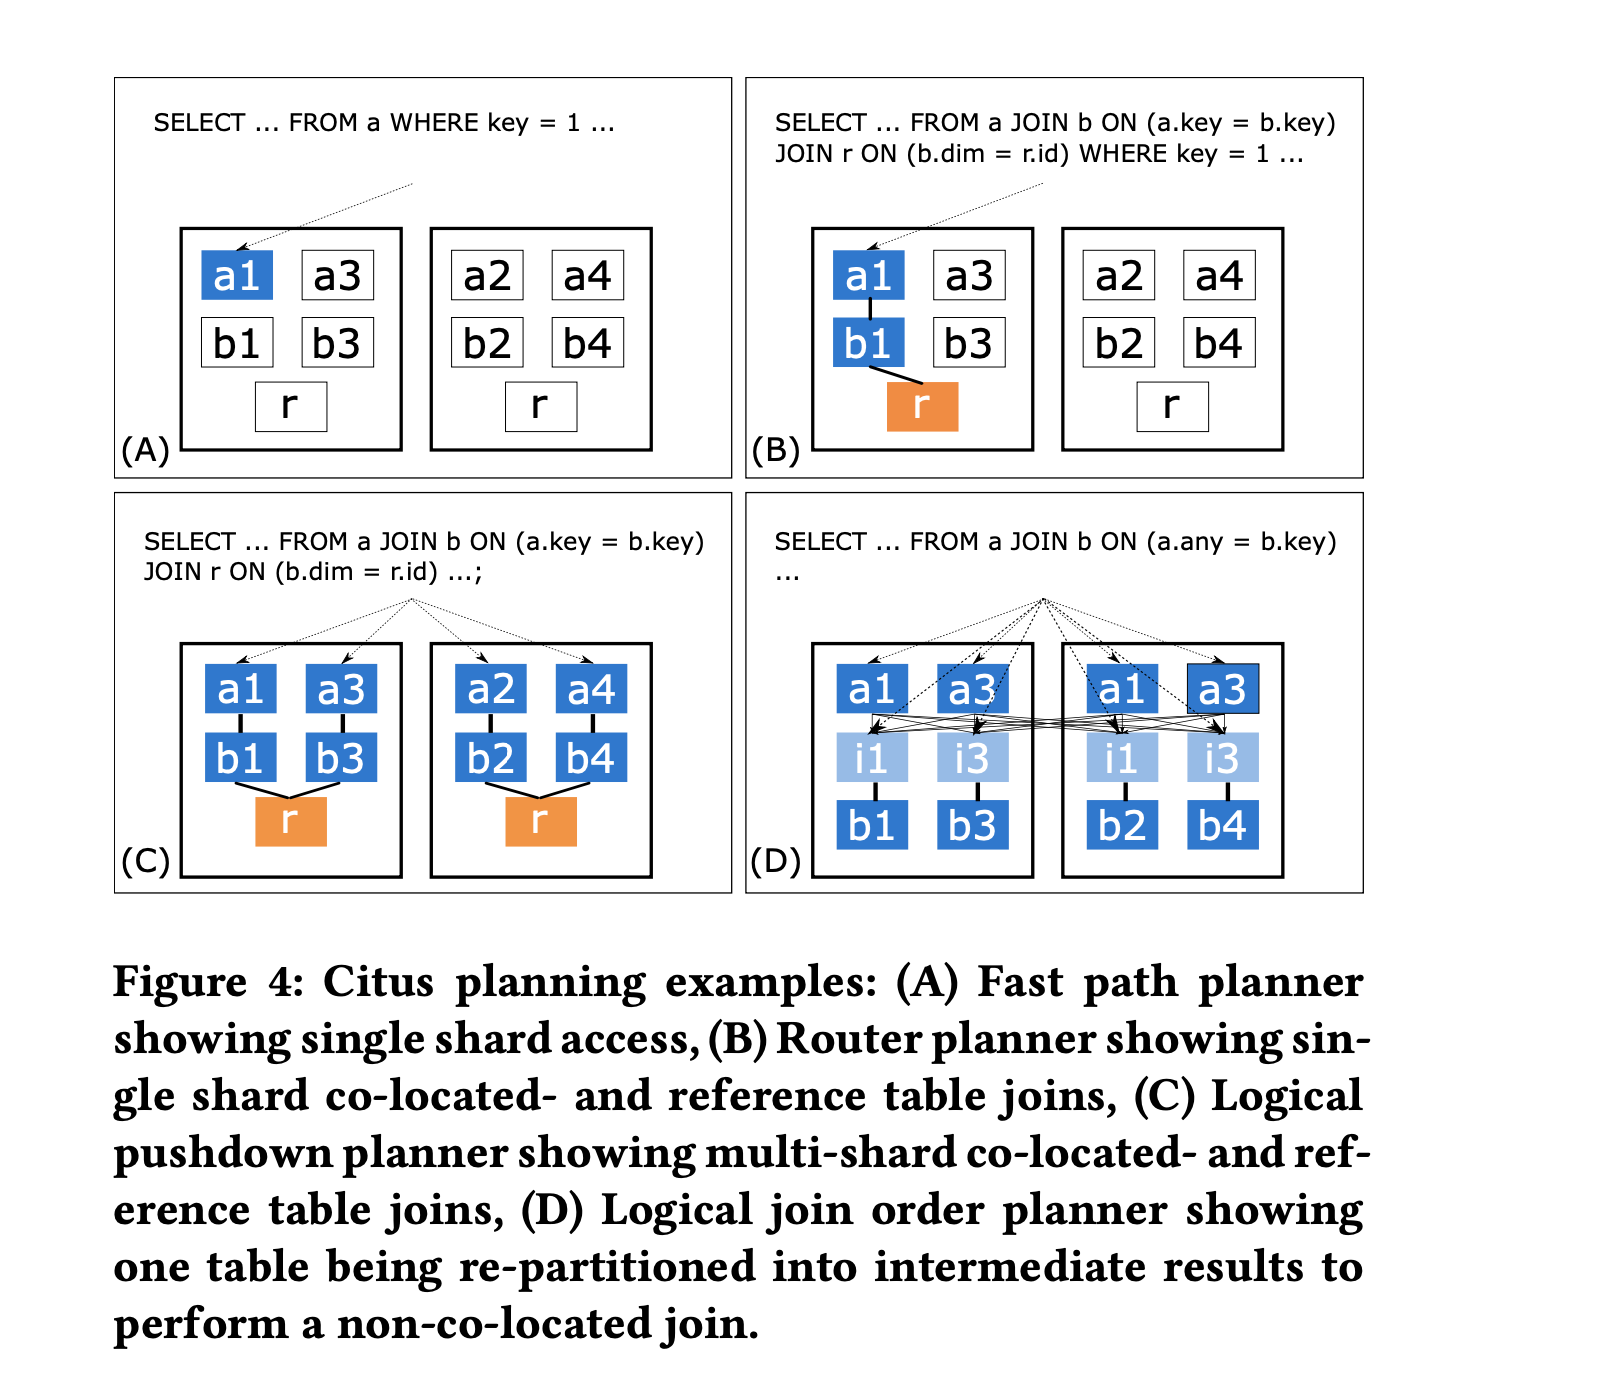 SELECT ... FROM a WHERE key = 1 ...
a1 a3 a2 a4
b1 b3 b2 b4
r r
(A)
SELECT ... FROM a JOIN b ON (a.key = b.key)
JOIN r ON (b.dim = r.id) WHERE key = 1 ...
a1 a3 a2 a4
b1 b3 b2 b4
r r
(B)
SELECT ... FROM a JOIN b ON (a.key = b.key)
JOIN r ON (b.dim = r.id) ...;
a1 a3 a2 a4
b1 b3 b2 b4
r r
(C)
SELECT ... FROM a JOIN b ON (a.any = b.key)
...
a1 a3 a1 a3
i1 i3 i1 i3
b1 b3 b2 b4
(D)
Figure 4: Citus planning examples: (A) Fast path planner
showing single shard access, (B) Router planner showing sin-
gle shard co-located- and reference table joins, (C) Logical
pushdown planner showing multi-shard co-located- and ref-
erence table joins, (D) Logical join order planner showing
one table being re-partitioned into intermediate results to
perform a non-co-located join.